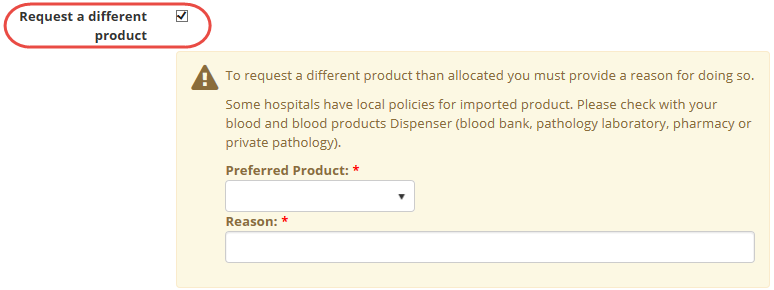 Request a different
product
To request a different product than allocated you must provide a reason for doing so.
Some hospitals have local policies for imported product. Please check with your
blood and blood products Dispenser (blood bank, pathology laboratory, pharmacy or
private pathology).
Preferred Product: *
Reason: *